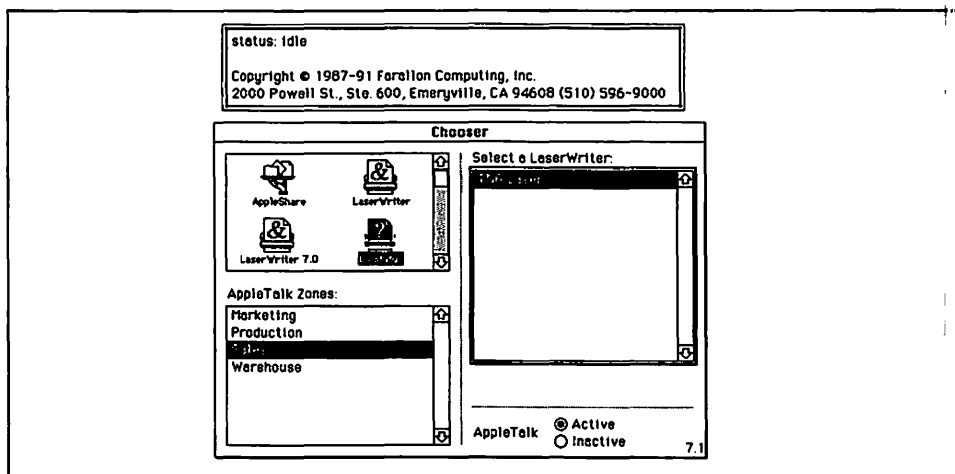 status: idle
Copyright © 1987-91 Farallon Computing, Inc.
2000 Powell St., Ste. 600, Emeryville, CA 94608 (510) 596-9000
Chooser
AppleShare
LaserWriter
LaserWriter 7.0
AppleTalk Zones:
Marketing
Production
Sales
Warehouse
Select a LaserWriter:
AppleTalk
Active
Inactive
7.1